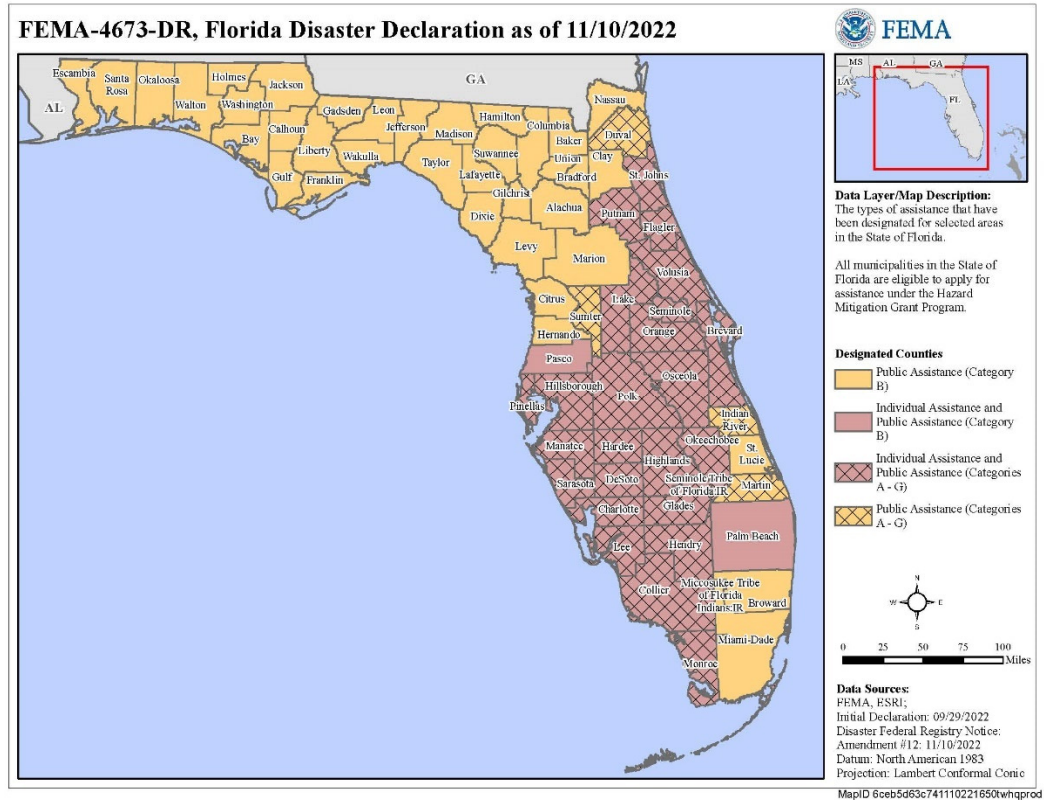 FEMA-4673-DR, Florida Disaster Declaration as of 11/10/2022
FEMA
MS
AL
GA
LA
FL
Escambia
Santa
Rosa
Okaloosa
Walton
Holmes
Washington
Jackson
Bay
Calhoun
Gulf
Liberty
Franklin
Gadsden
Leon
Wakulla
Jefferson
Madison
Taylor
Hamilton
Suwannee
Lafayette
Columbia
Baker
Union
Bradford
Gilchrist
Dixie
Alachua
Levy
Marion
Nassau
Duval
Clay
St. Johns
Putnam
Flagler
Volusia
Citrus
Sumter
Hernando
Lake
Seminole
Orange
Brevard
Pasco
Hillsborough
Pinellas
Polk
Osceola
Indian
River
Okeechobee
St.
Lucie
Manatee
Hardee
Highlands
Sarasota
DeSoto
Seminole Tribe
of Florida IR
Martin
Charlotte
Glades
Palm Beach
Lee
Hendry
Collier
Miccosukee Tribe
of Florida
Indians IR
Broward
Miami-Dade
Monroe
AL
GA
Data Layer/Map Description:
The types of assistance that have
been designated for selected areas
in the State of Florida.
All municipalities in the State of
Florida are eligible to apply for
assistance under the Hazard
Mitigation Grant Program.
Designated Counties
Public Assistance (Category
B)
Individual Assistance and
Public Assistance (Category
B)
Individual Assistance and
Public Assistance (Categories
A - G)
Public Assistance (Categories
A - G)
N
W
E
S
0 25 50 75 100
Miles
Data Sources:
FEMA, ESRI;
Initial Declaration: 09/29/2022
Disaster Federal Registry Notice:
Amendment #12: 11/10/2022
Datum: North American 1983
Projection: Lambert Conformal Conic
MapID 6ceb5d63c741110221650twhqprod